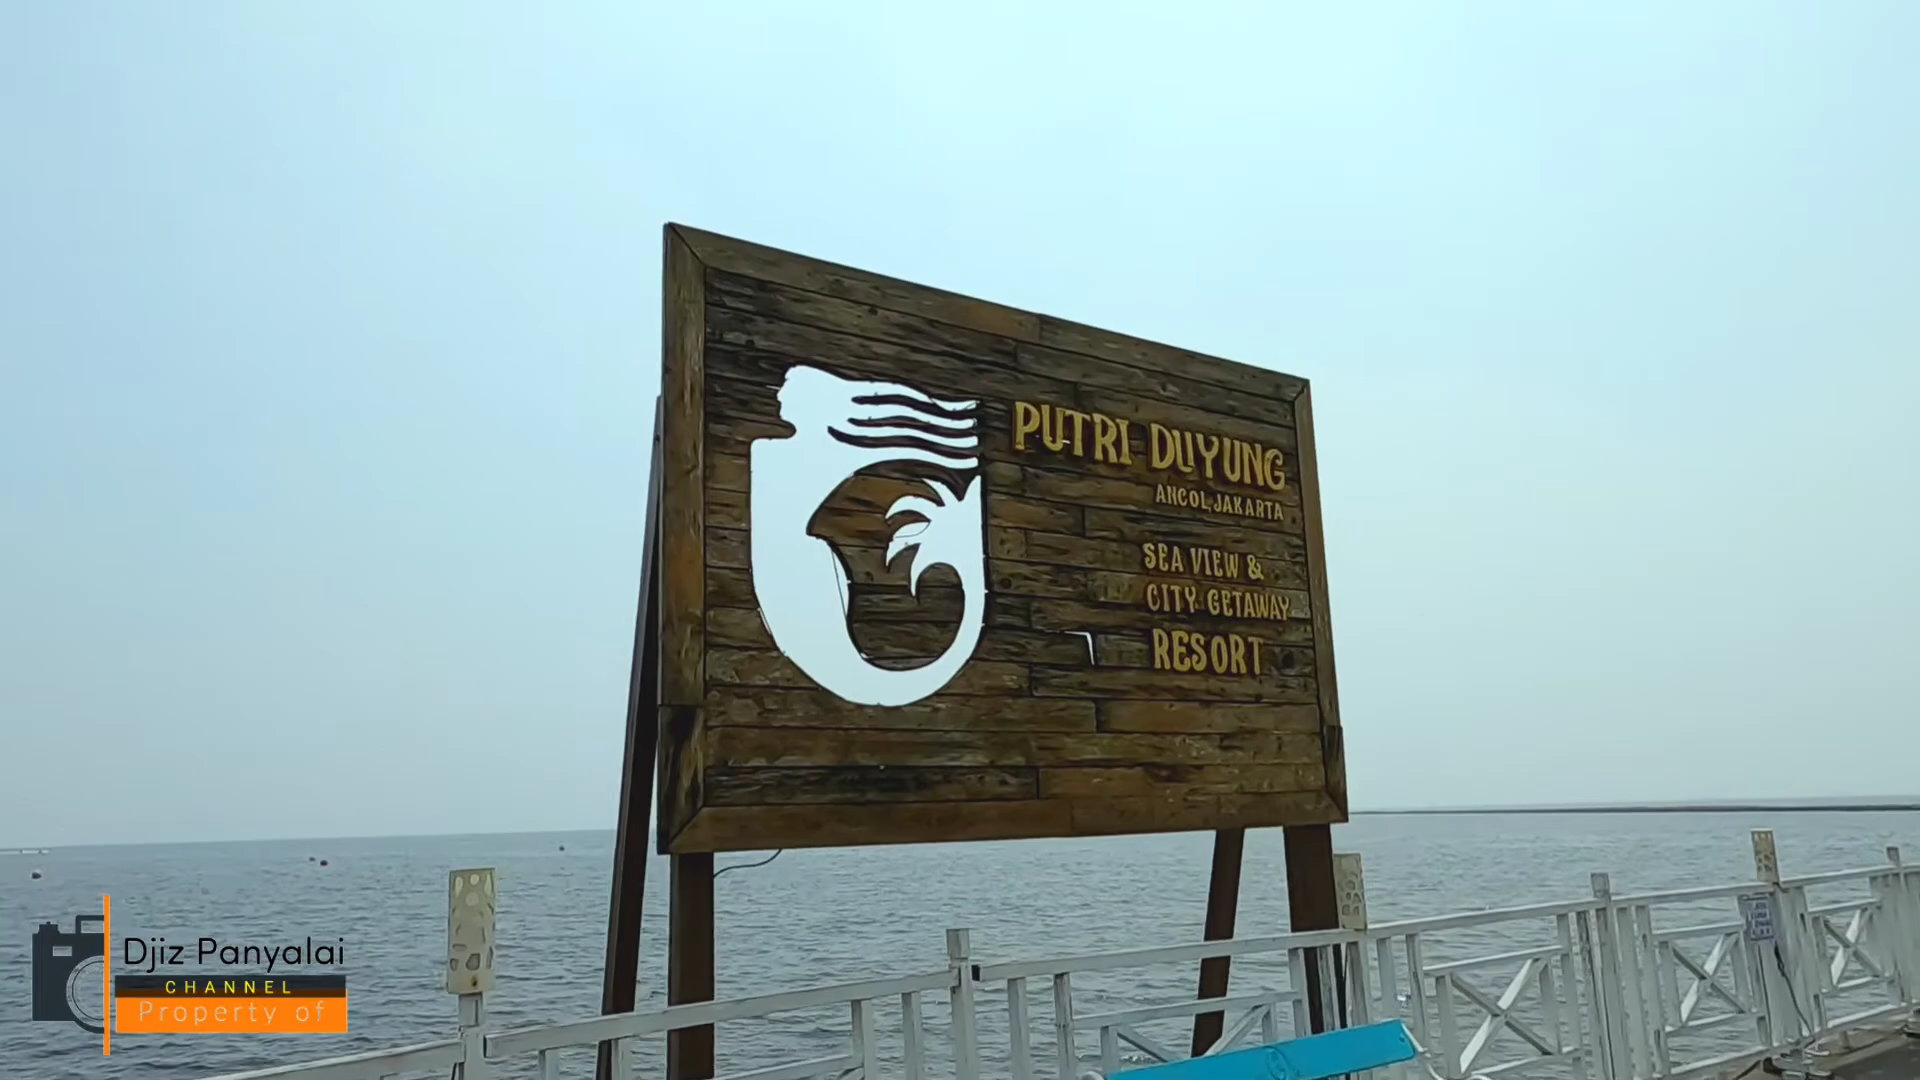 PUTRI DUYUNG
ANCOL, JAKARTA
SEA VIEW &
CITY GETAWAY
RESORT
Djiz Panyalai
CHANNEL
Property of